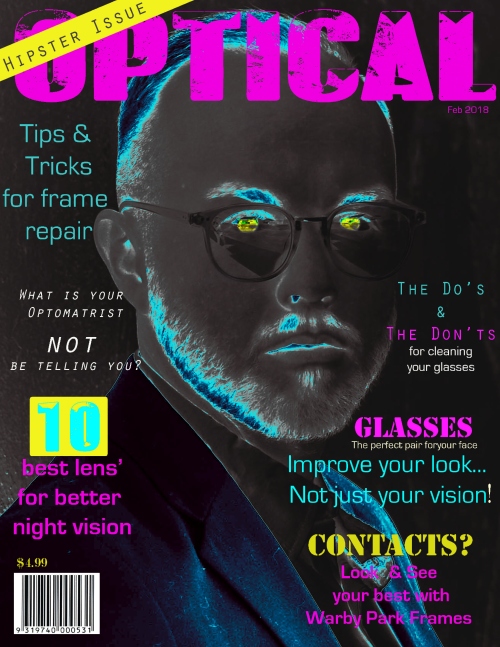 Hipster Issue
OPTICAL
Feb 2018
Tips &
Tricks
for frame
repair
What is your
Optomatrist
NOT
be telling you?
The Do's
&
The Don'ts
for cleaning
your glasses
10
best lens'
for better
night vision
GLASSES
The perfect pair foryour face
Improve your look...
Not just your vision!
CONTACTS?
Look & See
your best with
Warby Park Frames
$4.99
9 319740 000531